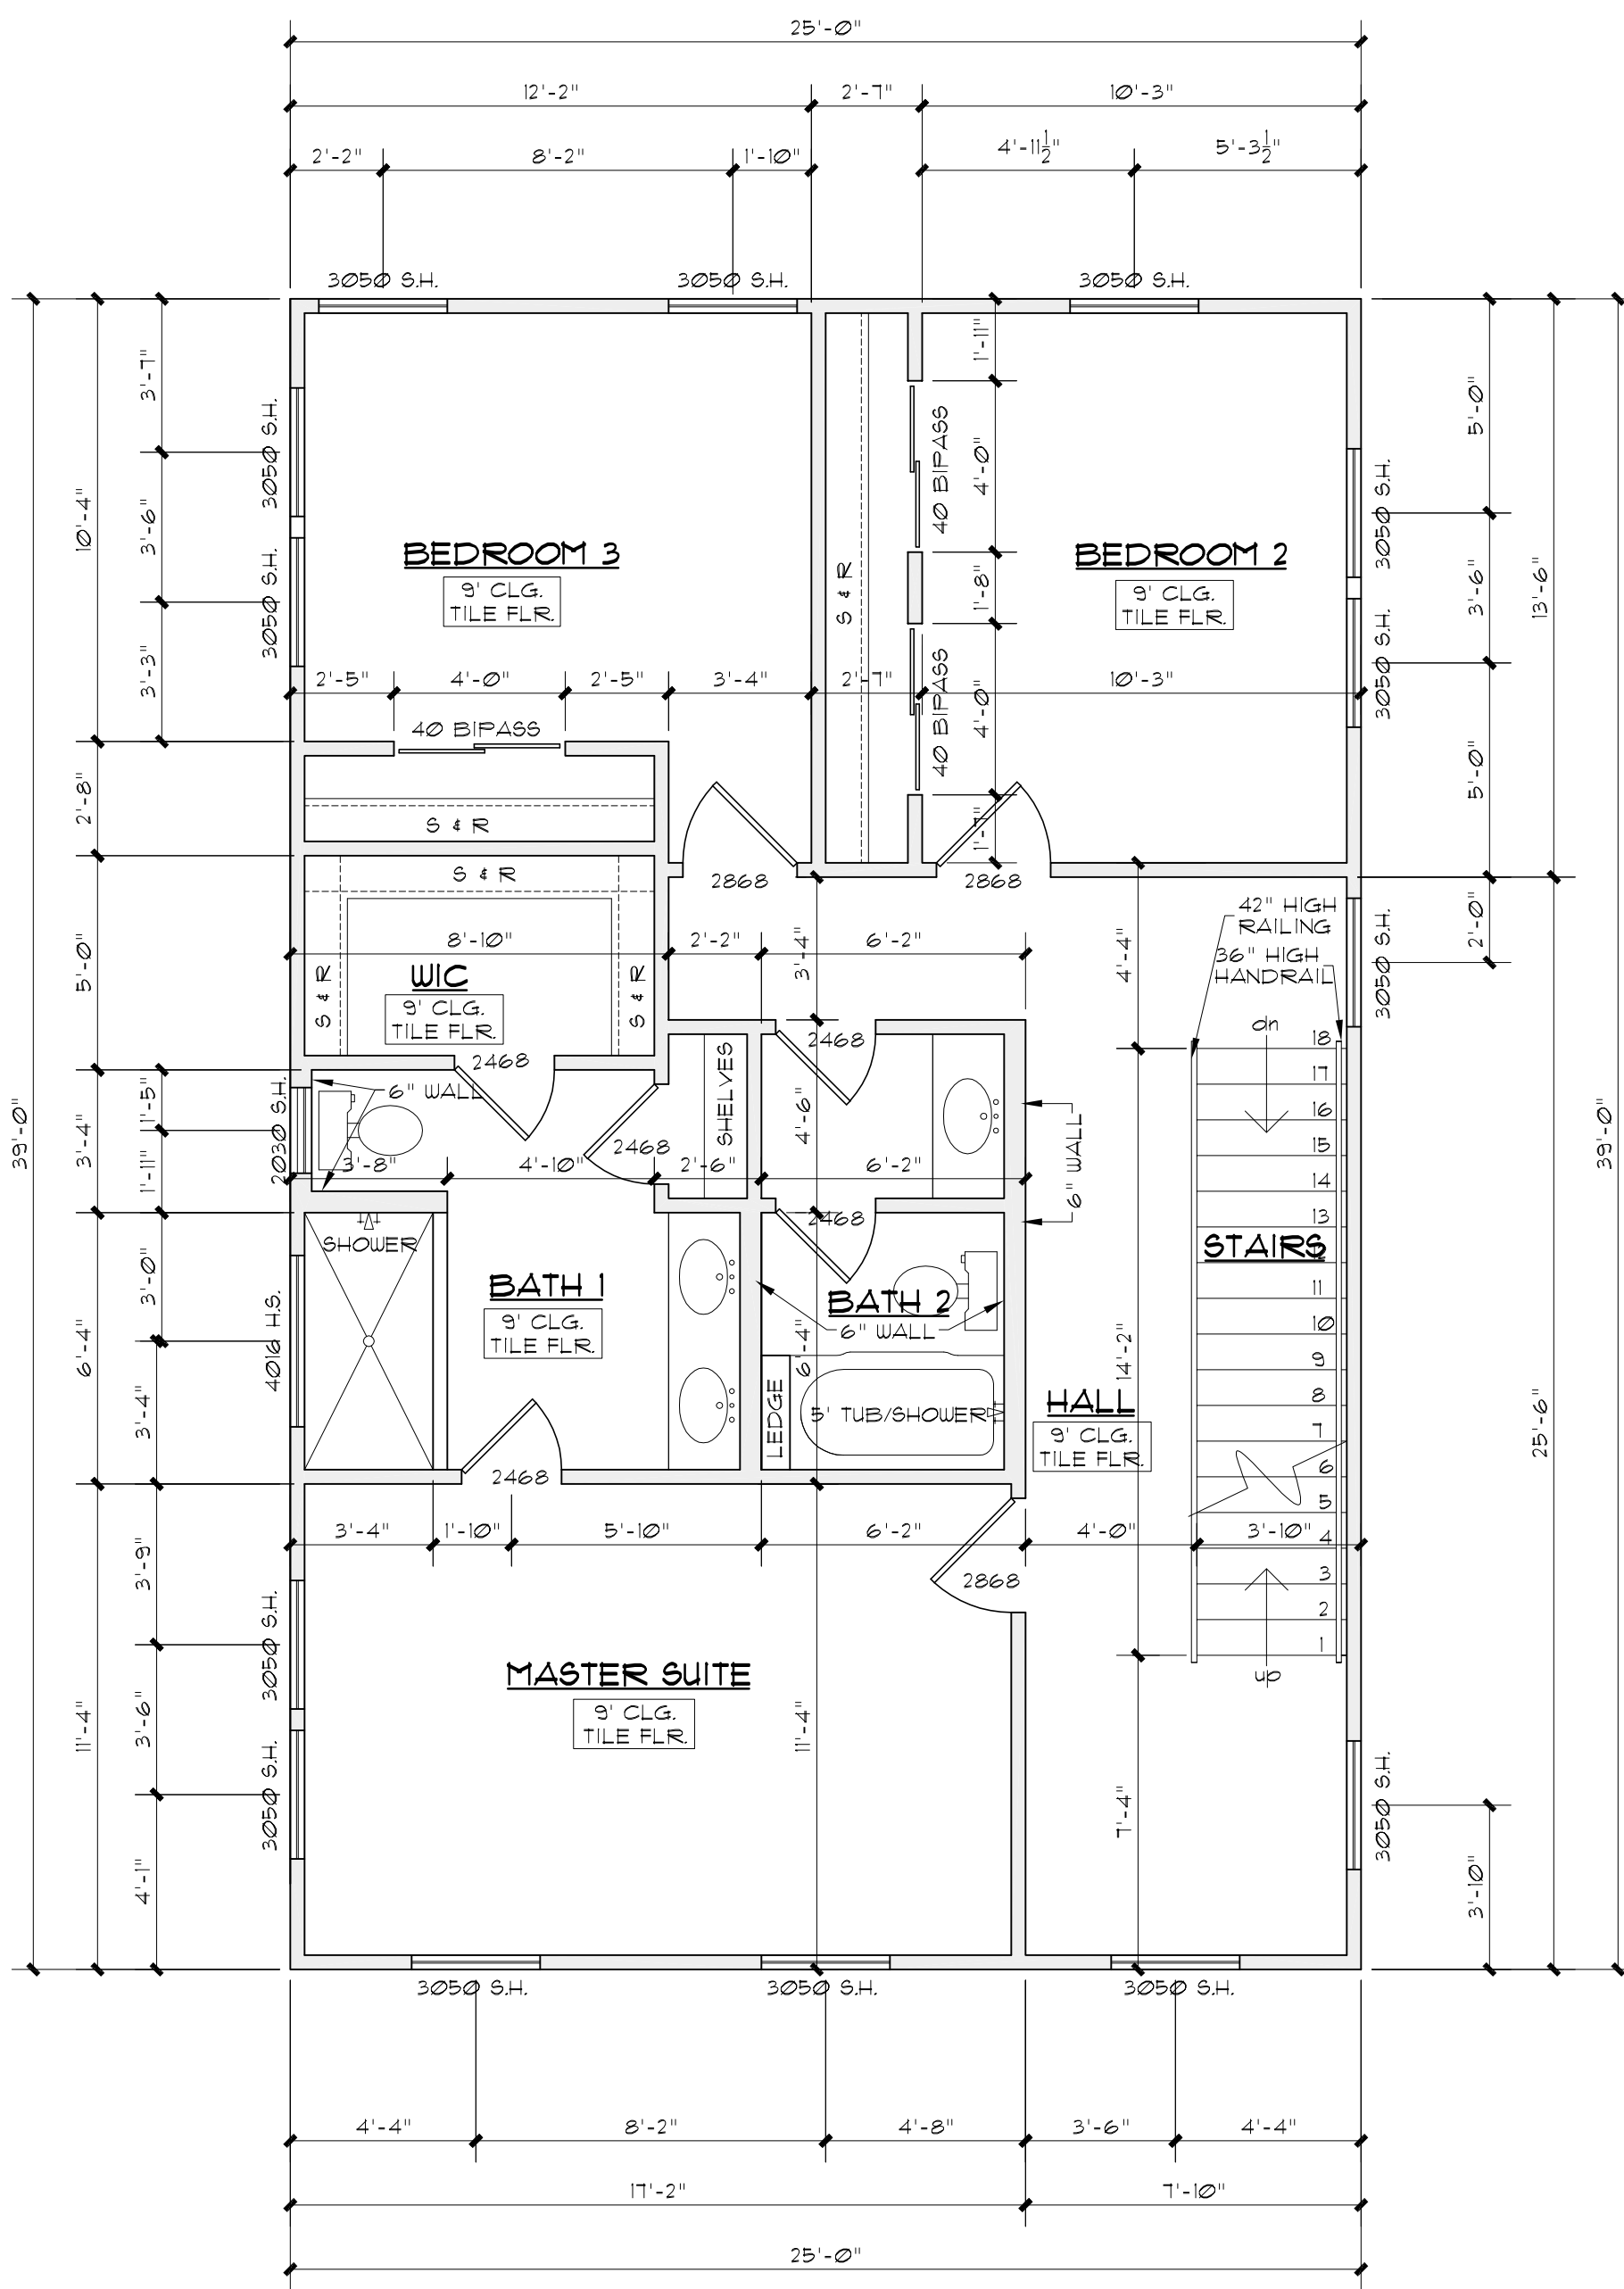 25'-0"
12'-2" 2'-7" 10'-3"
2'-2" 8'-2" 1'-10" 4'-11 1/2" 5'-3 1/2"
3050 S.H. 3050 S.H. 3050 S.H.
39'-0"
10'-4"
2'-8"
5'-0"
3'-4"
6'-4"
11'-4"
3'-7"
3'-6"
3'-3"
1'-5"
1'-11"
3'-0"
3'-4"
3'-9"
3'-6"
4'-1"
3050 S.H.
3050 S.H.
2030 S.H.
4016 H.S.
3050 S.H.
3050 S.H.
BEDROOM 3
9' CLG.
TILE FLR.
S & R
1'-11"
4'-0"
1'-8"
4'-0"
1'-7"
40 BIPASS
40 BIPASS
BEDROOM 2
9' CLG.
TILE FLR.
2'-5" 4'-0" 2'-5" 3'-4" 2'-7" 10'-3"
40 BIPASS
S & R
2868
2868
S & R
8'-10" 2'-2" 6'-2"
S & R
S & R
WIC
9' CLG.
TILE FLR.
2468
3'-4"
4'-4"
42" HIGH
RAILING
36" HIGH
HANDRAIL
dn
18
17
16
15
14
13
12
11
10
9
8
7
6
5
4
3
2
1
up
STAIRS
6" WALL
2468
SHELVES
2468
4'-6"
6" WALL
3'-8" 4'-10" 2'-6" 6'-2"
2468
SHOWER
BATH 1
9' CLG.
TILE FLR.
BATH 2
6" WALL
6'-4"
LEDGE
5' TUB/SHOWER
14'-2"
HALL
9' CLG.
TILE FLR.
2468
3'-4" 1'-10" 5'-10" 6'-2" 4'-0" 3'-10"
2868
MASTER SUITE
9' CLG.
TILE FLR.
11'-4"
7'-4"
3050 S.H.
3050 S.H.
3050 S.H.
3050 S.H.
5'-0"
3'-6"
5'-0"
2'-0"
3'-10"
13'-6"
25'-6"
39'-0"
3050 S.H. 3050 S.H. 3050 S.H.
4'-4" 8'-2" 4'-8" 3'-6" 4'-4"
17'-2" 7'-10"
25'-0"